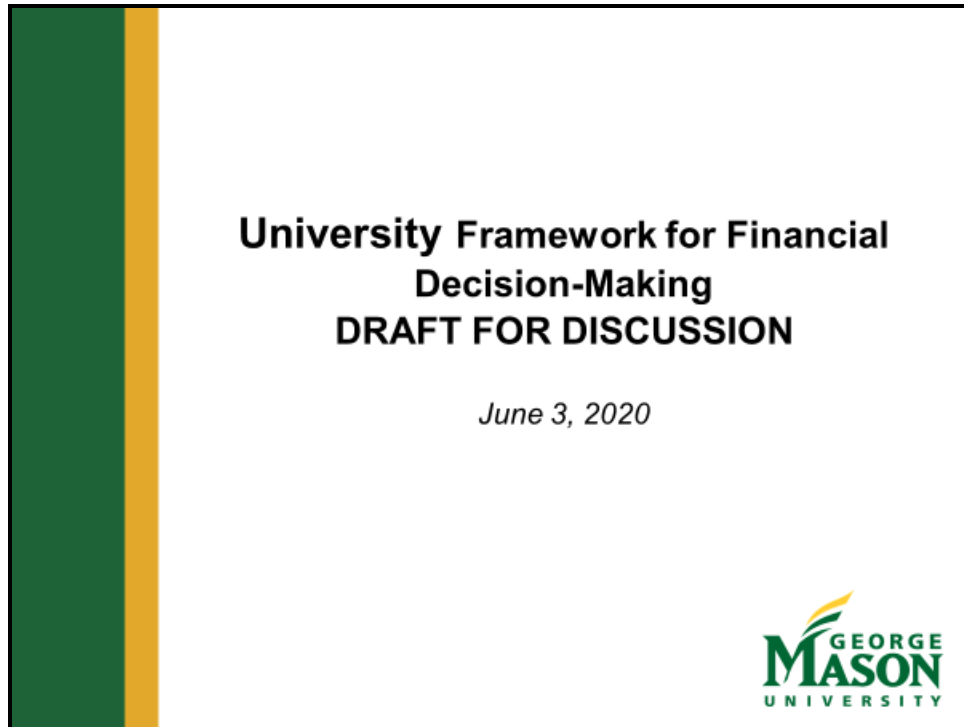 University Framework for Financial
Decision-Making
DRAFT FOR DISCUSSION
June 3, 2020
GEORGE
MASON
UNIVERSITY